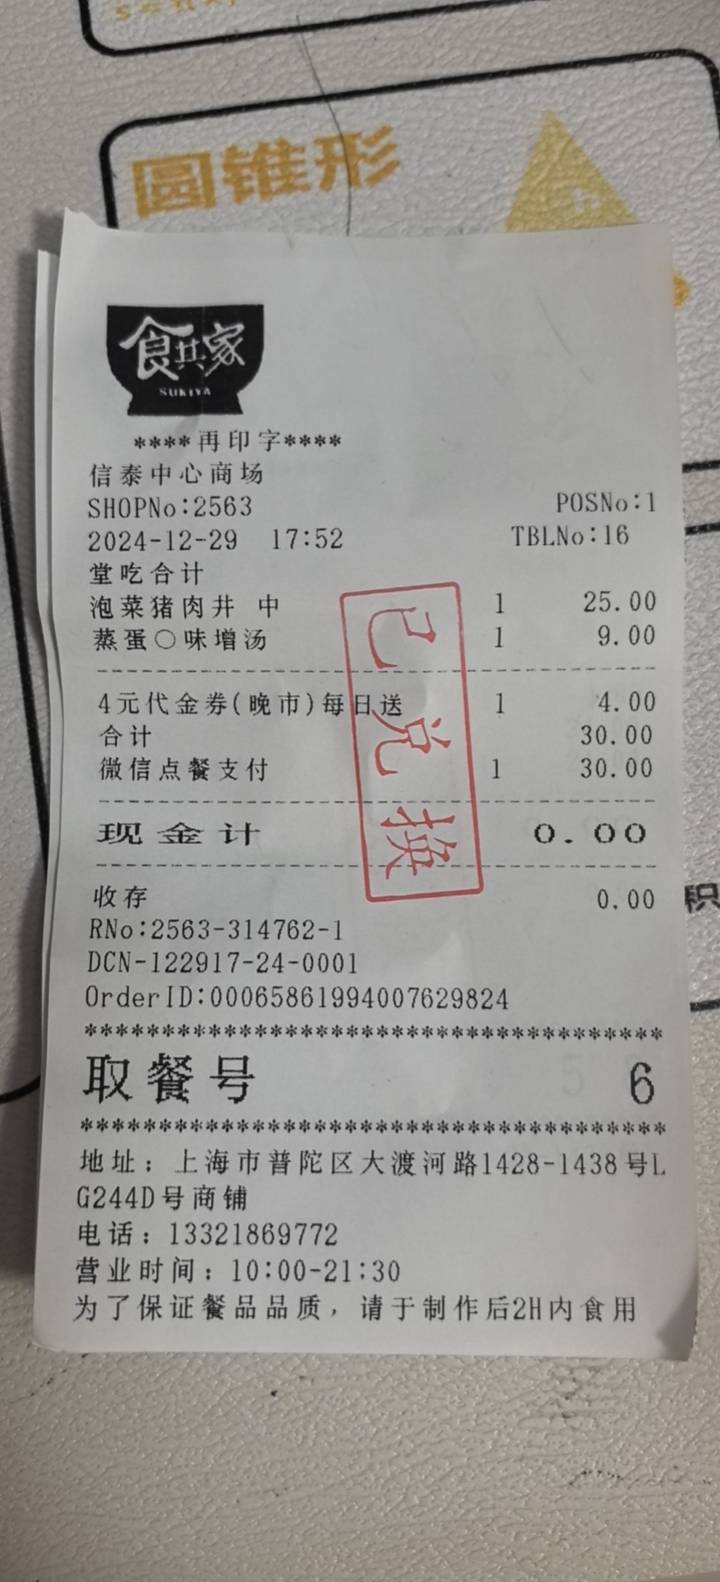 圆锥形
h
食其家
SUKIYA
****再印字****
信泰中心商场
SHOPNo:2563 POSNo:1
2024-12-29 17:52 TBLNo:16
堂吃合计
泡菜猪肉丼 中 1 25.00
蒸蛋○味增汤 1 9.00
4元代金券(晚市)每日送 1 4.00
合计 30.00
微信点餐支付 1 30.00
现金计 0.00
收存 0.00
RNo:2563-314762-1
DCN-122917-24-0001
OrderID:00065861994007629824
****************************************
取餐号 6
****************************************
地址：上海市普陀区大渡河路1428-1438号L
G244D号商铺
电话：13321869772
营业时间：10:00-21:30
为了保证餐品品质，请于制作后2H内食用
已兑换
积